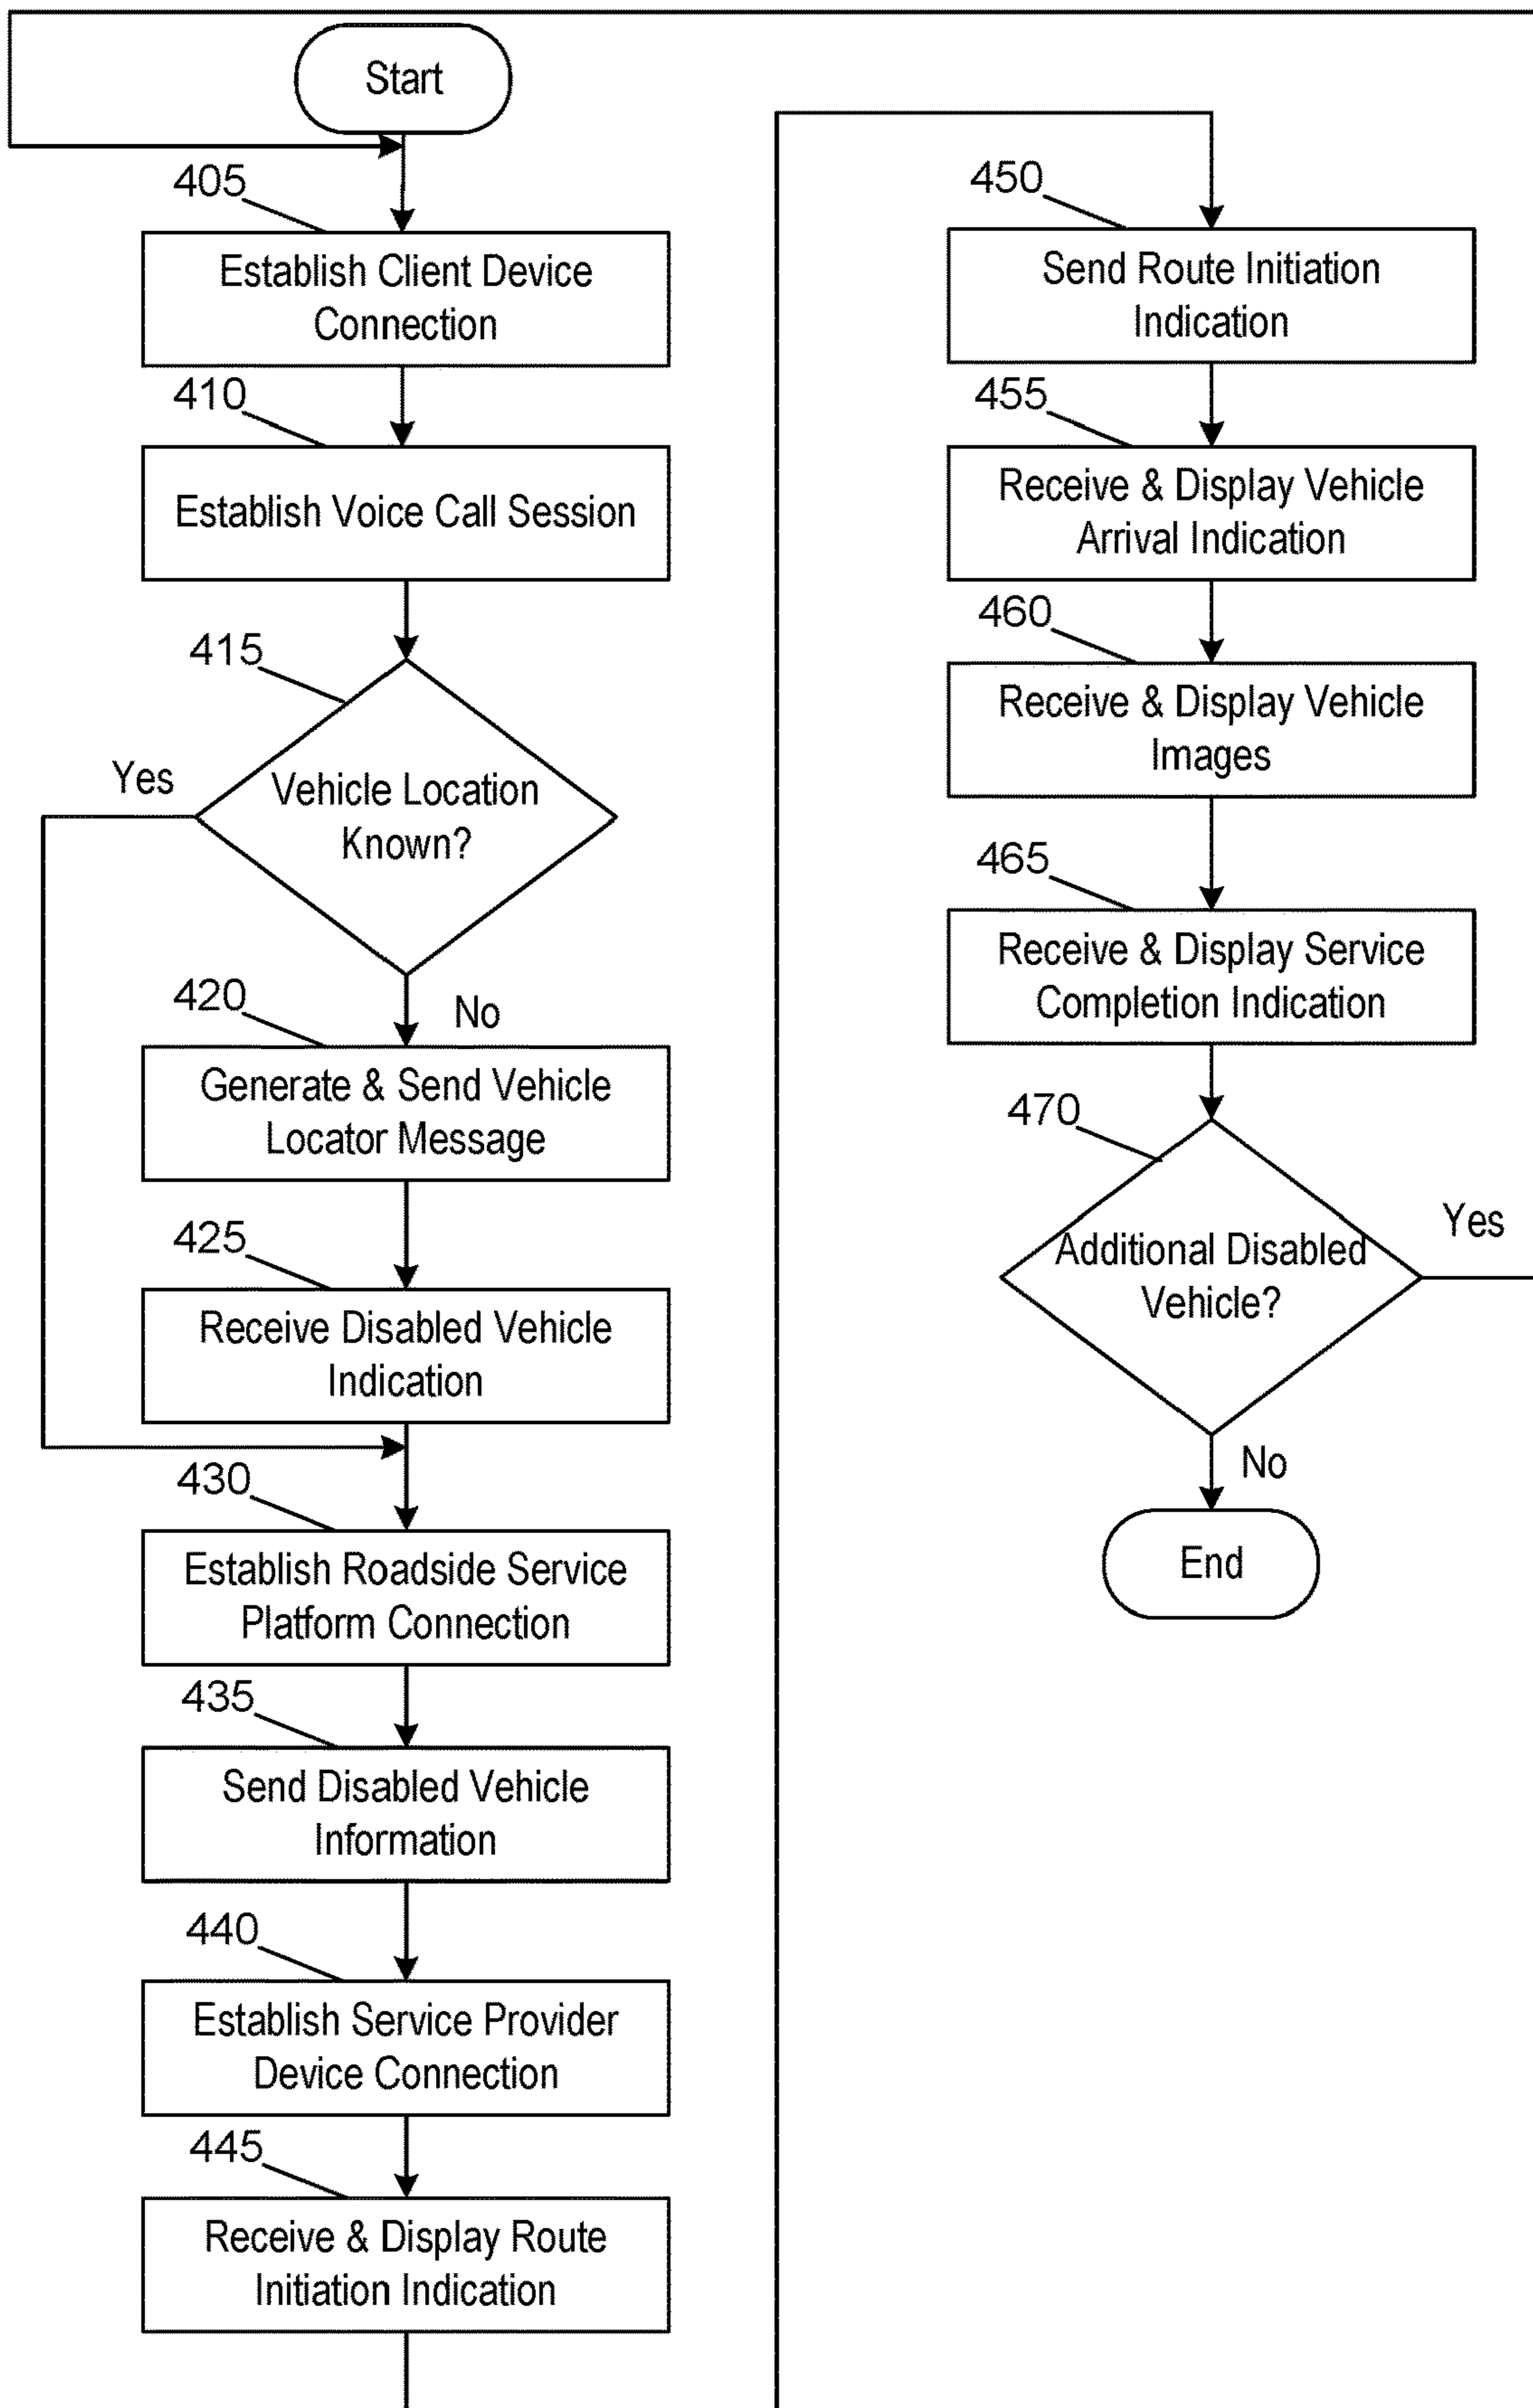 Start
405
Establish Client Device
Connection
410
Establish Voice Call Session
415
Yes
Vehicle Location
Known?
420
No
Generate & Send Vehicle
Locator Message
425
Receive Disabled Vehicle
Indication
430
Establish Roadside Service
Platform Connection
435
Send Disabled Vehicle
Information
440
Establish Service Provider
Device Connection
445
Receive & Display Route
Initiation Indication
450
Send Route Initiation
Indication
455
Receive & Display Vehicle
Arrival Indication
460
Receive & Display Vehicle
Images
465
Receive & Display Service
Completion Indication
470
Yes
Additional Disabled
Vehicle?
No
End